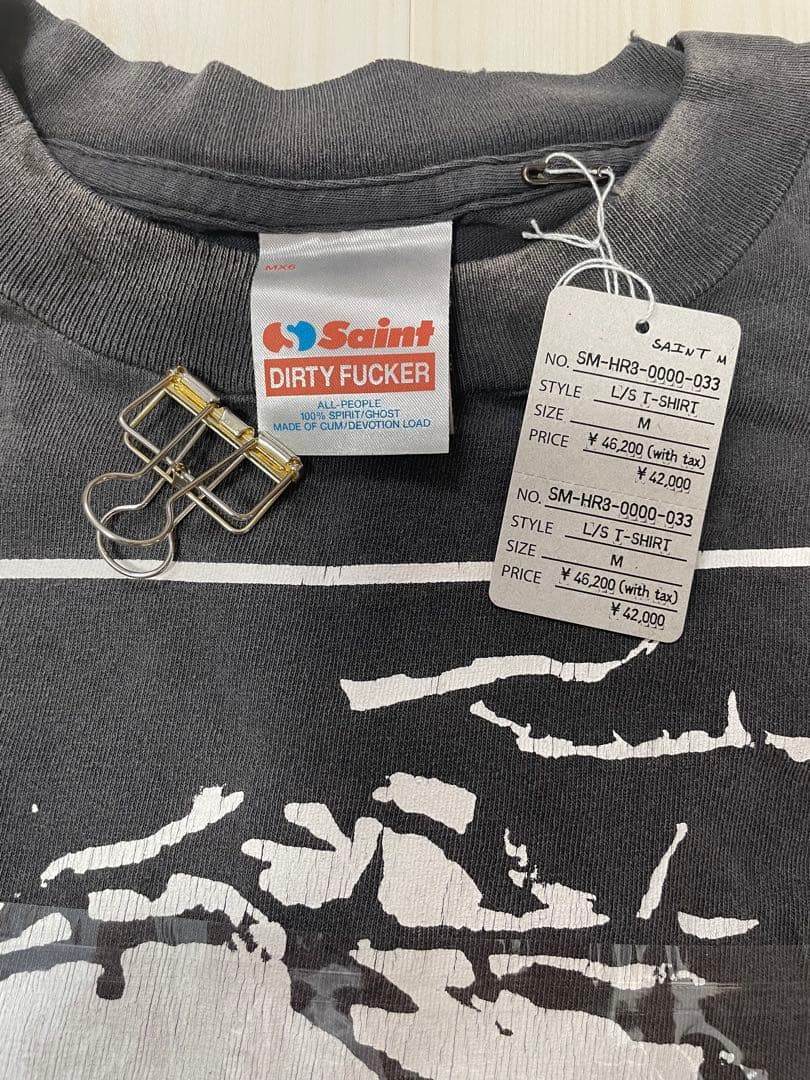 MX6
Saint
DIRTY FUCKER
ALL-PEOPLE
100% SPIRIT/GHOST
MADE OF CUM/DEVOTION LOAD
SAINT M
NO. SM-HR3-0000-033
STYLE L/S T-SHIRT
SIZE M
PRICE ¥46,200 (with tax)
¥42,000
NO. SM-HR3-0000-033
STYLE L/S T-SHIRT
SIZE M
PRICE ¥46,200 (with tax)
¥42,000